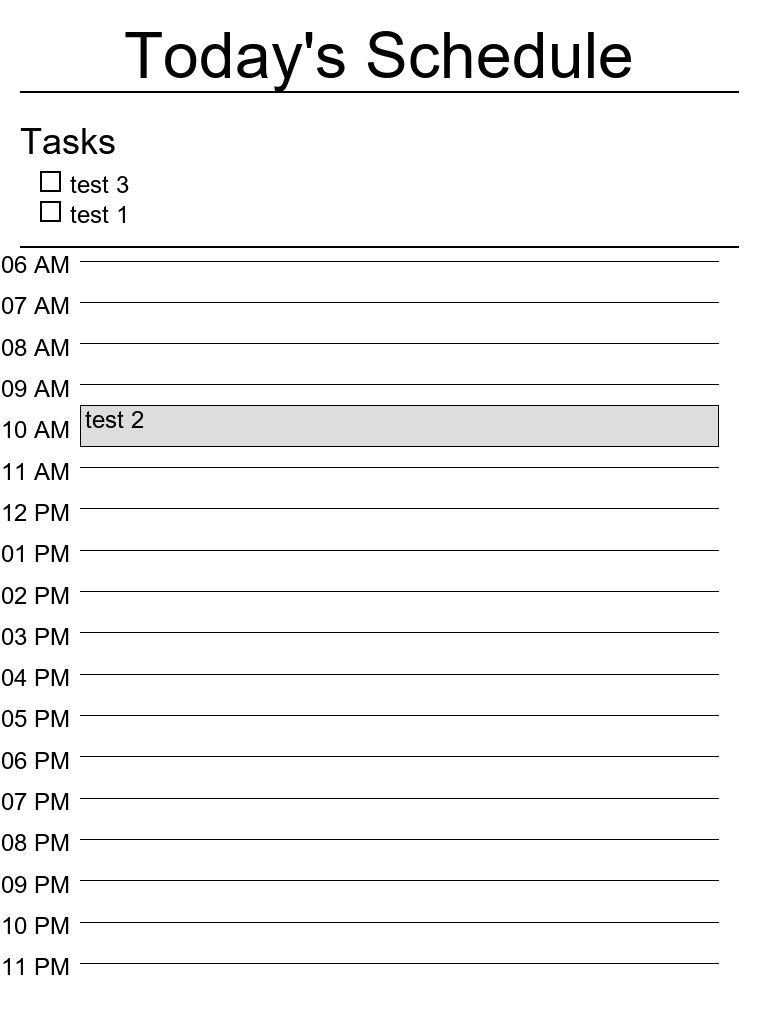 Today's Schedule
Tasks
test 3
test 1
06 AM
07 AM
08 AM
09 AM
test 2
10 AM
11 AM
12 PM
01 PM
02 PM
03 PM
04 PM
05 PM
06 PM
07 PM
08 PM
09 PM
10 PM
11 PM